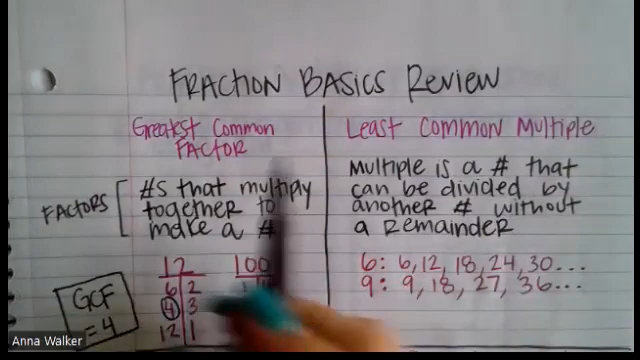 FRACTION BASICS REVIEW
Greatest Common
FACTOR
FACTORS
#s that multiply
together to
make a #
12
6 2
4 3
12 1
100
GCF
= 4
Least Common Multiple
Multiple is a # that
can be divided by
another # without
a Remainder
6: 6, 12, 18, 24, 30...
9: 9, 18, 27, 36...
Anna Walker